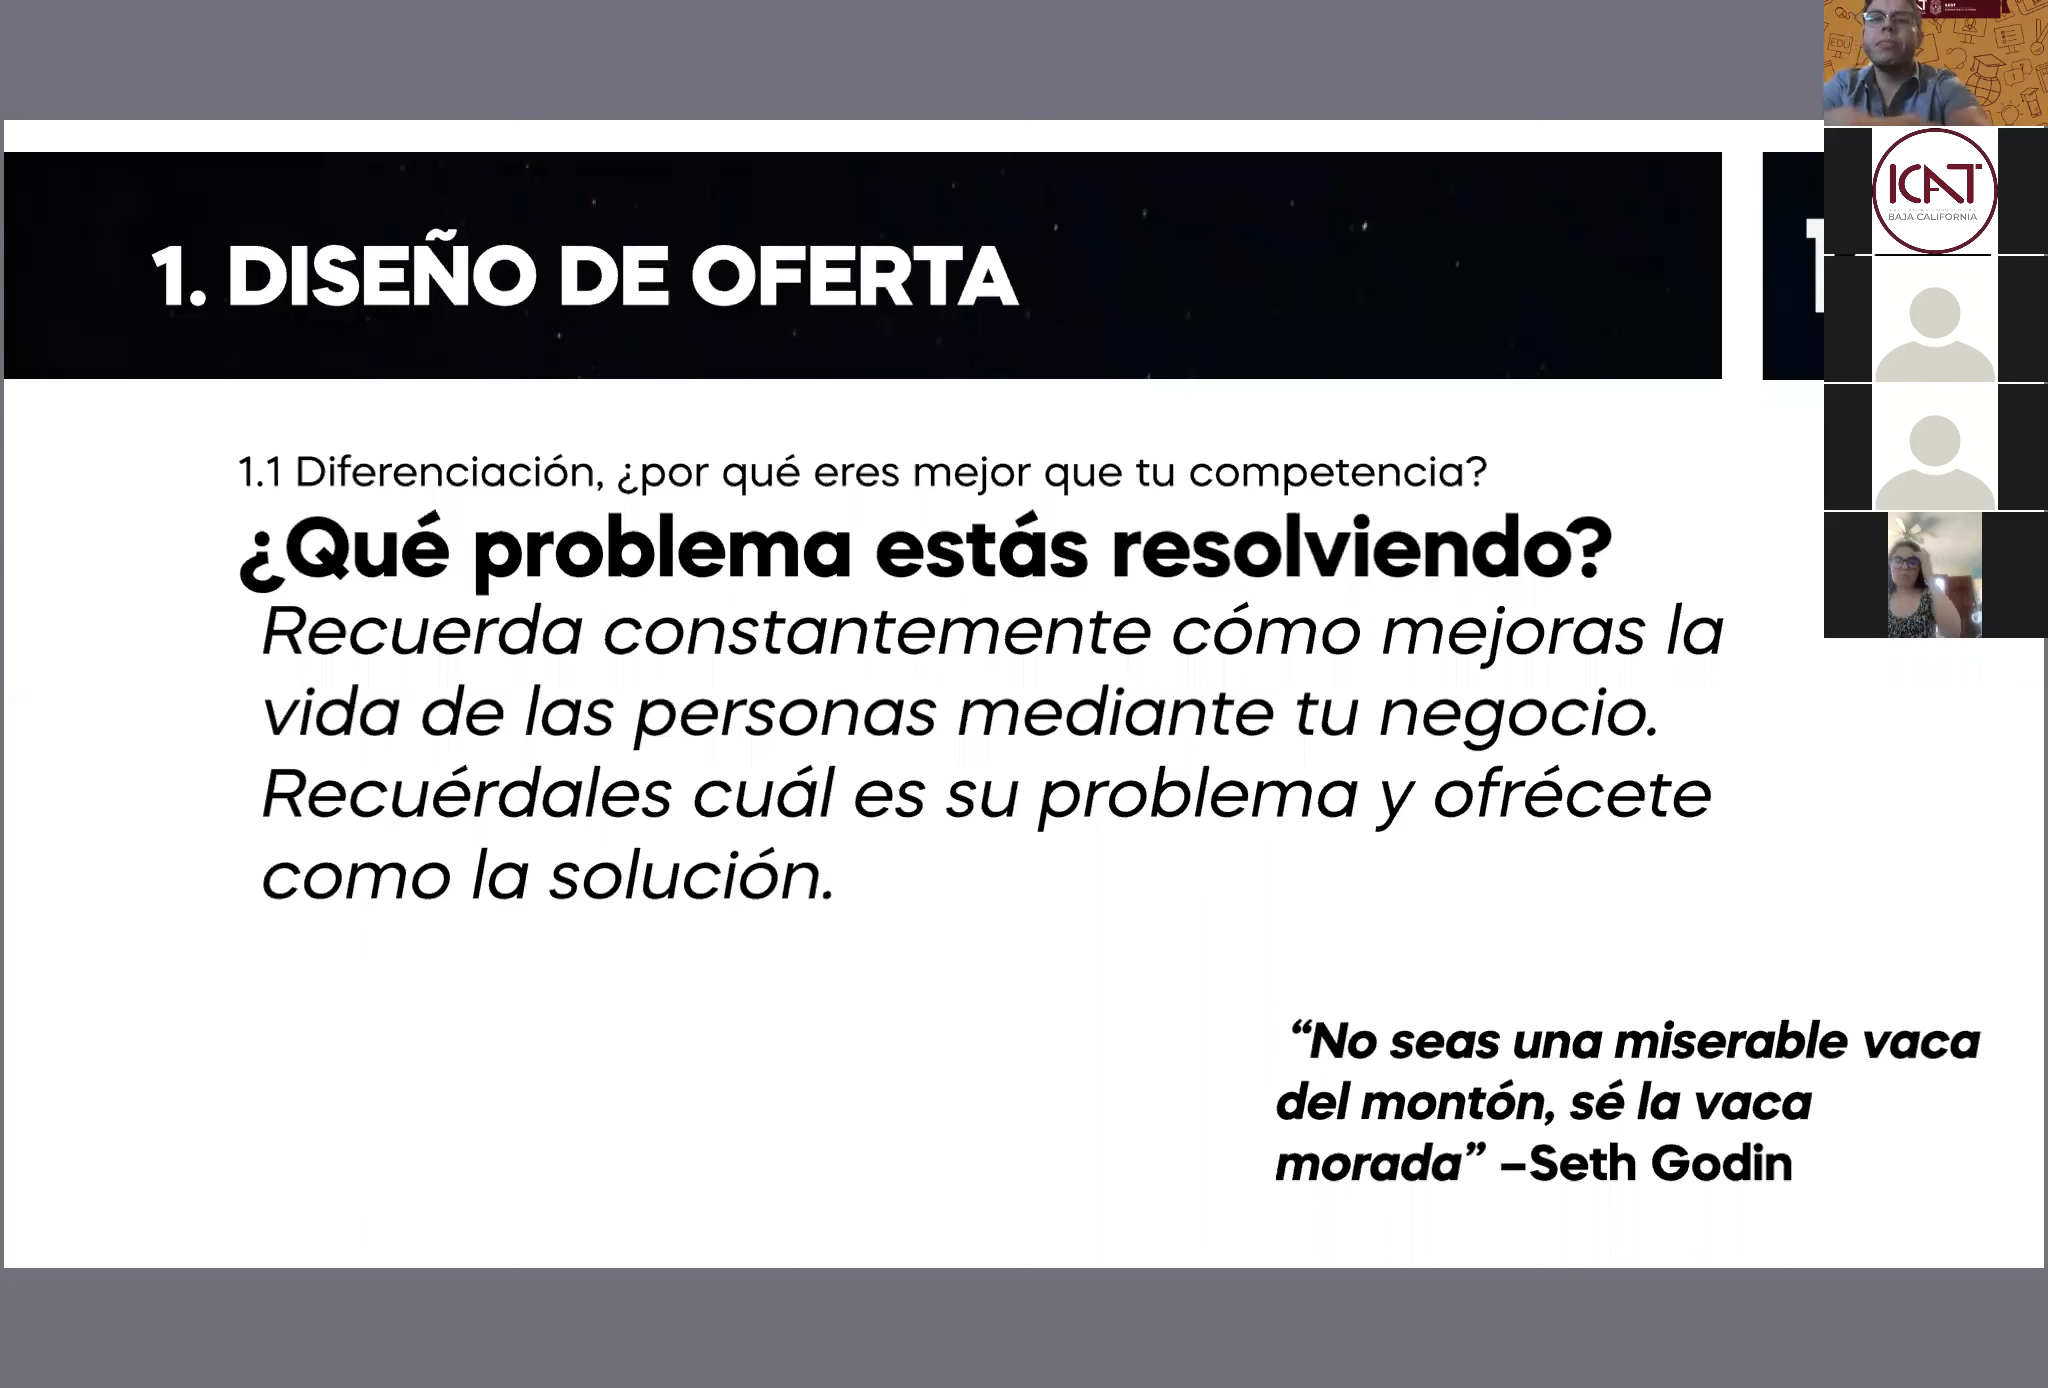 1. DISEÑO DE OFERTA
1.1 Diferenciación, ¿por qué eres mejor que tu competencia?
¿Qué problema estás resolviendo?
Recuerda constantemente cómo mejoras la
vida de las personas mediante tu negocio.
Recuérdales cuál es su problema y ofrécete
como la solución.
“No seas una miserable vaca
del montón, sé la vaca
morada” –Seth Godin
ICAT
BAJA CALIFORNIA
EDU